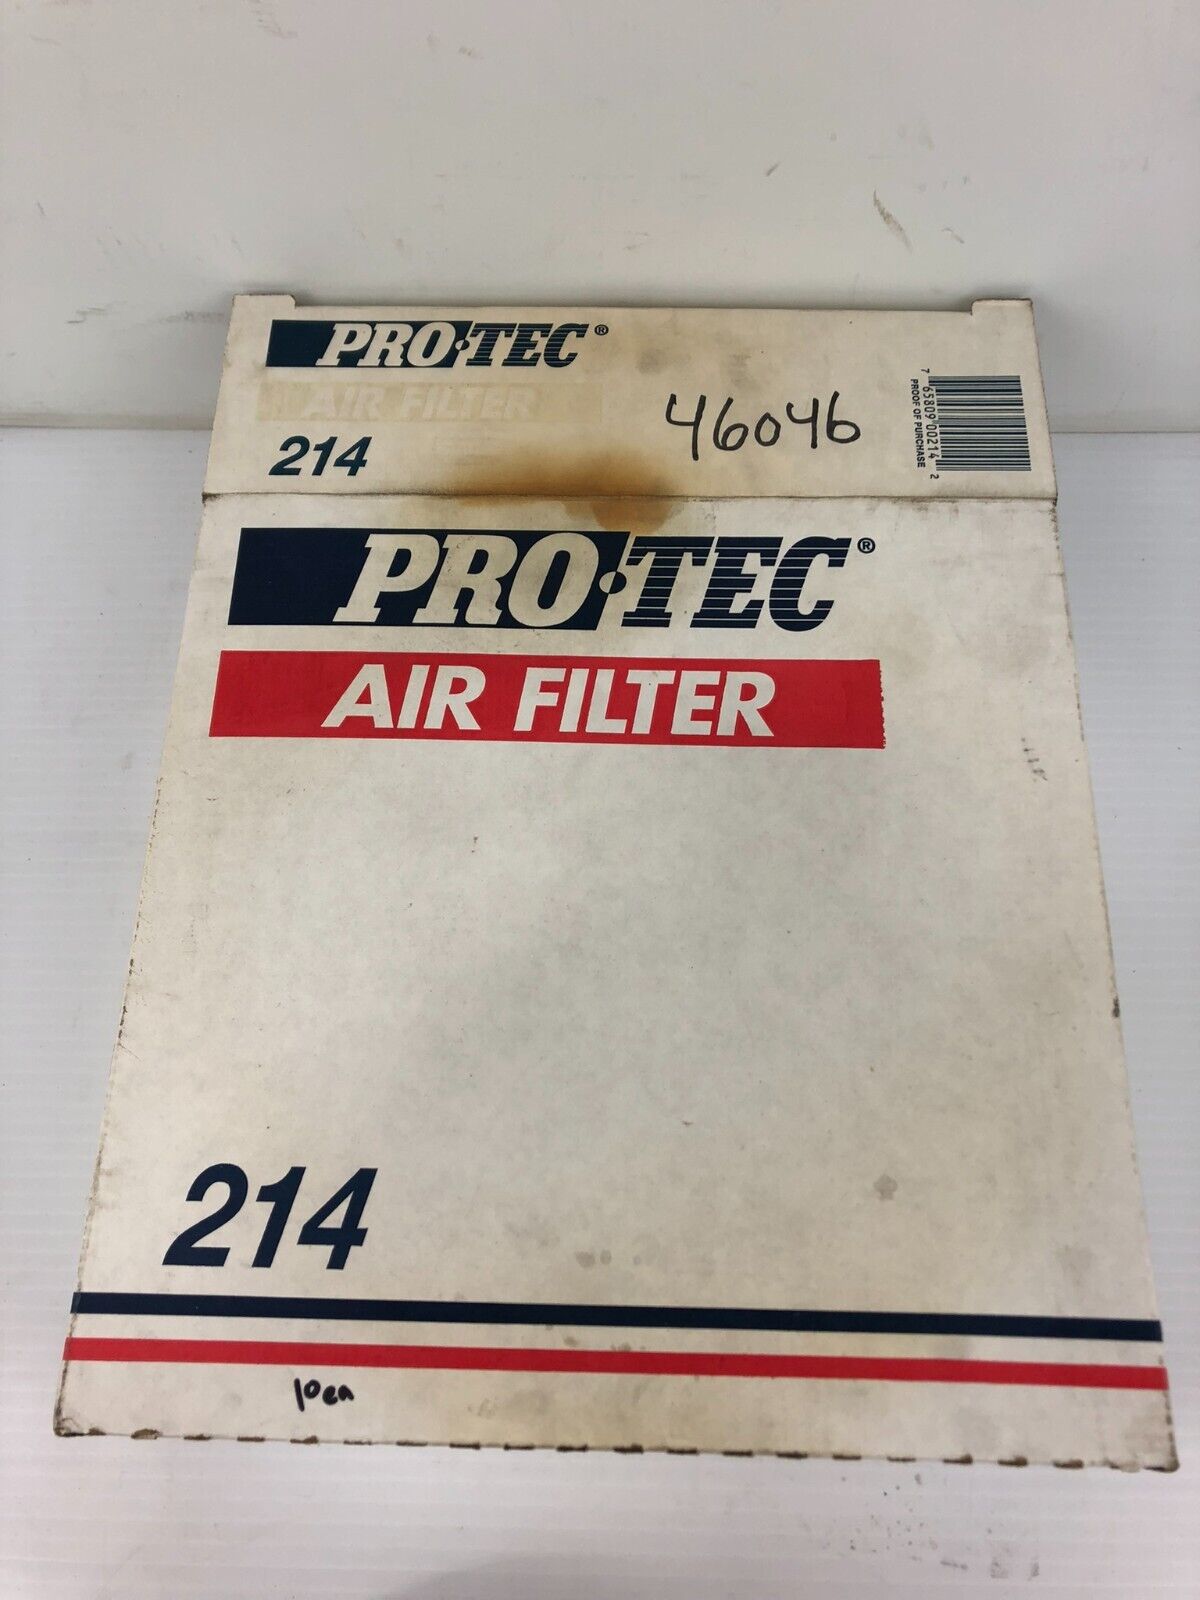 PRO·TEC®
AIR FILTER
214
46046
7 65809 00214 2
PROOF OF PURCHASE
PRO·TEC®
AIR FILTER
214
10ea